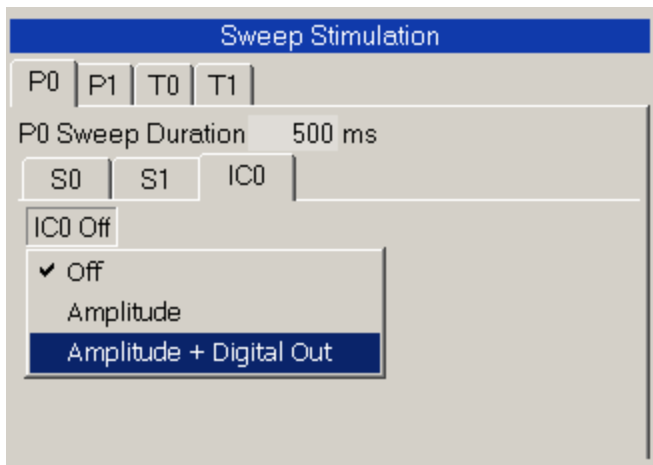 Sweep Stimulation
P0 P1 T0 T1
P0 Sweep Duration 500 ms
S0 S1 IC0
IC0 Off
Off
Amplitude
Amplitude + Digital Out